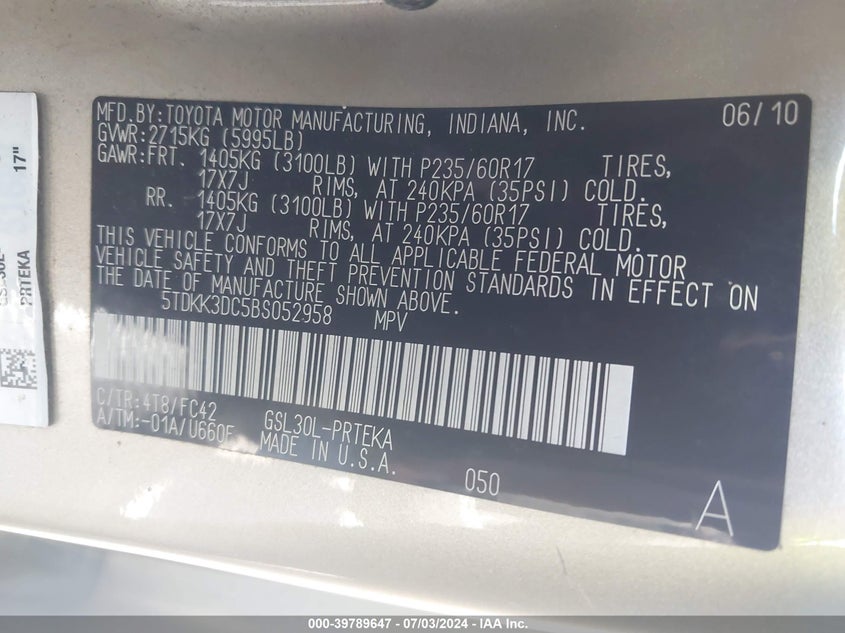 MFD.BY:TOYOTA MOTOR MANUFACTURING, INDIANA, INC. 06/10
GVWR:2715KG (5995LB)
GAWR:FRT. 1405KG (3100LB) WITH P235/60R17 TIRES,
17X7J RIMS, AT 240KPA (35PSI) COLD.
RR. 1405KG (3100LB) WITH P235/60R17 TIRES,
17X7J RIMS, AT 240KPA (35PSI) COLD.
THIS VEHICLE CONFORMS TO ALL APPLICABLE FEDERAL MOTOR
VEHICLE SAFETY AND THEFT PREVENTION STANDARDS IN EFFECT ON
THE DATE OF MANUFACTURE SHOWN ABOVE.
5TDKK3DC5BS052958 MPV
C/TR:4T8/FC42 GSL30L-PRTEKA
A/TM:-01A/U660E MADE IN U.S.A.
050
A
17"
PRTEKA
000-39789647 / 07/03/2024 - IAA Inc.